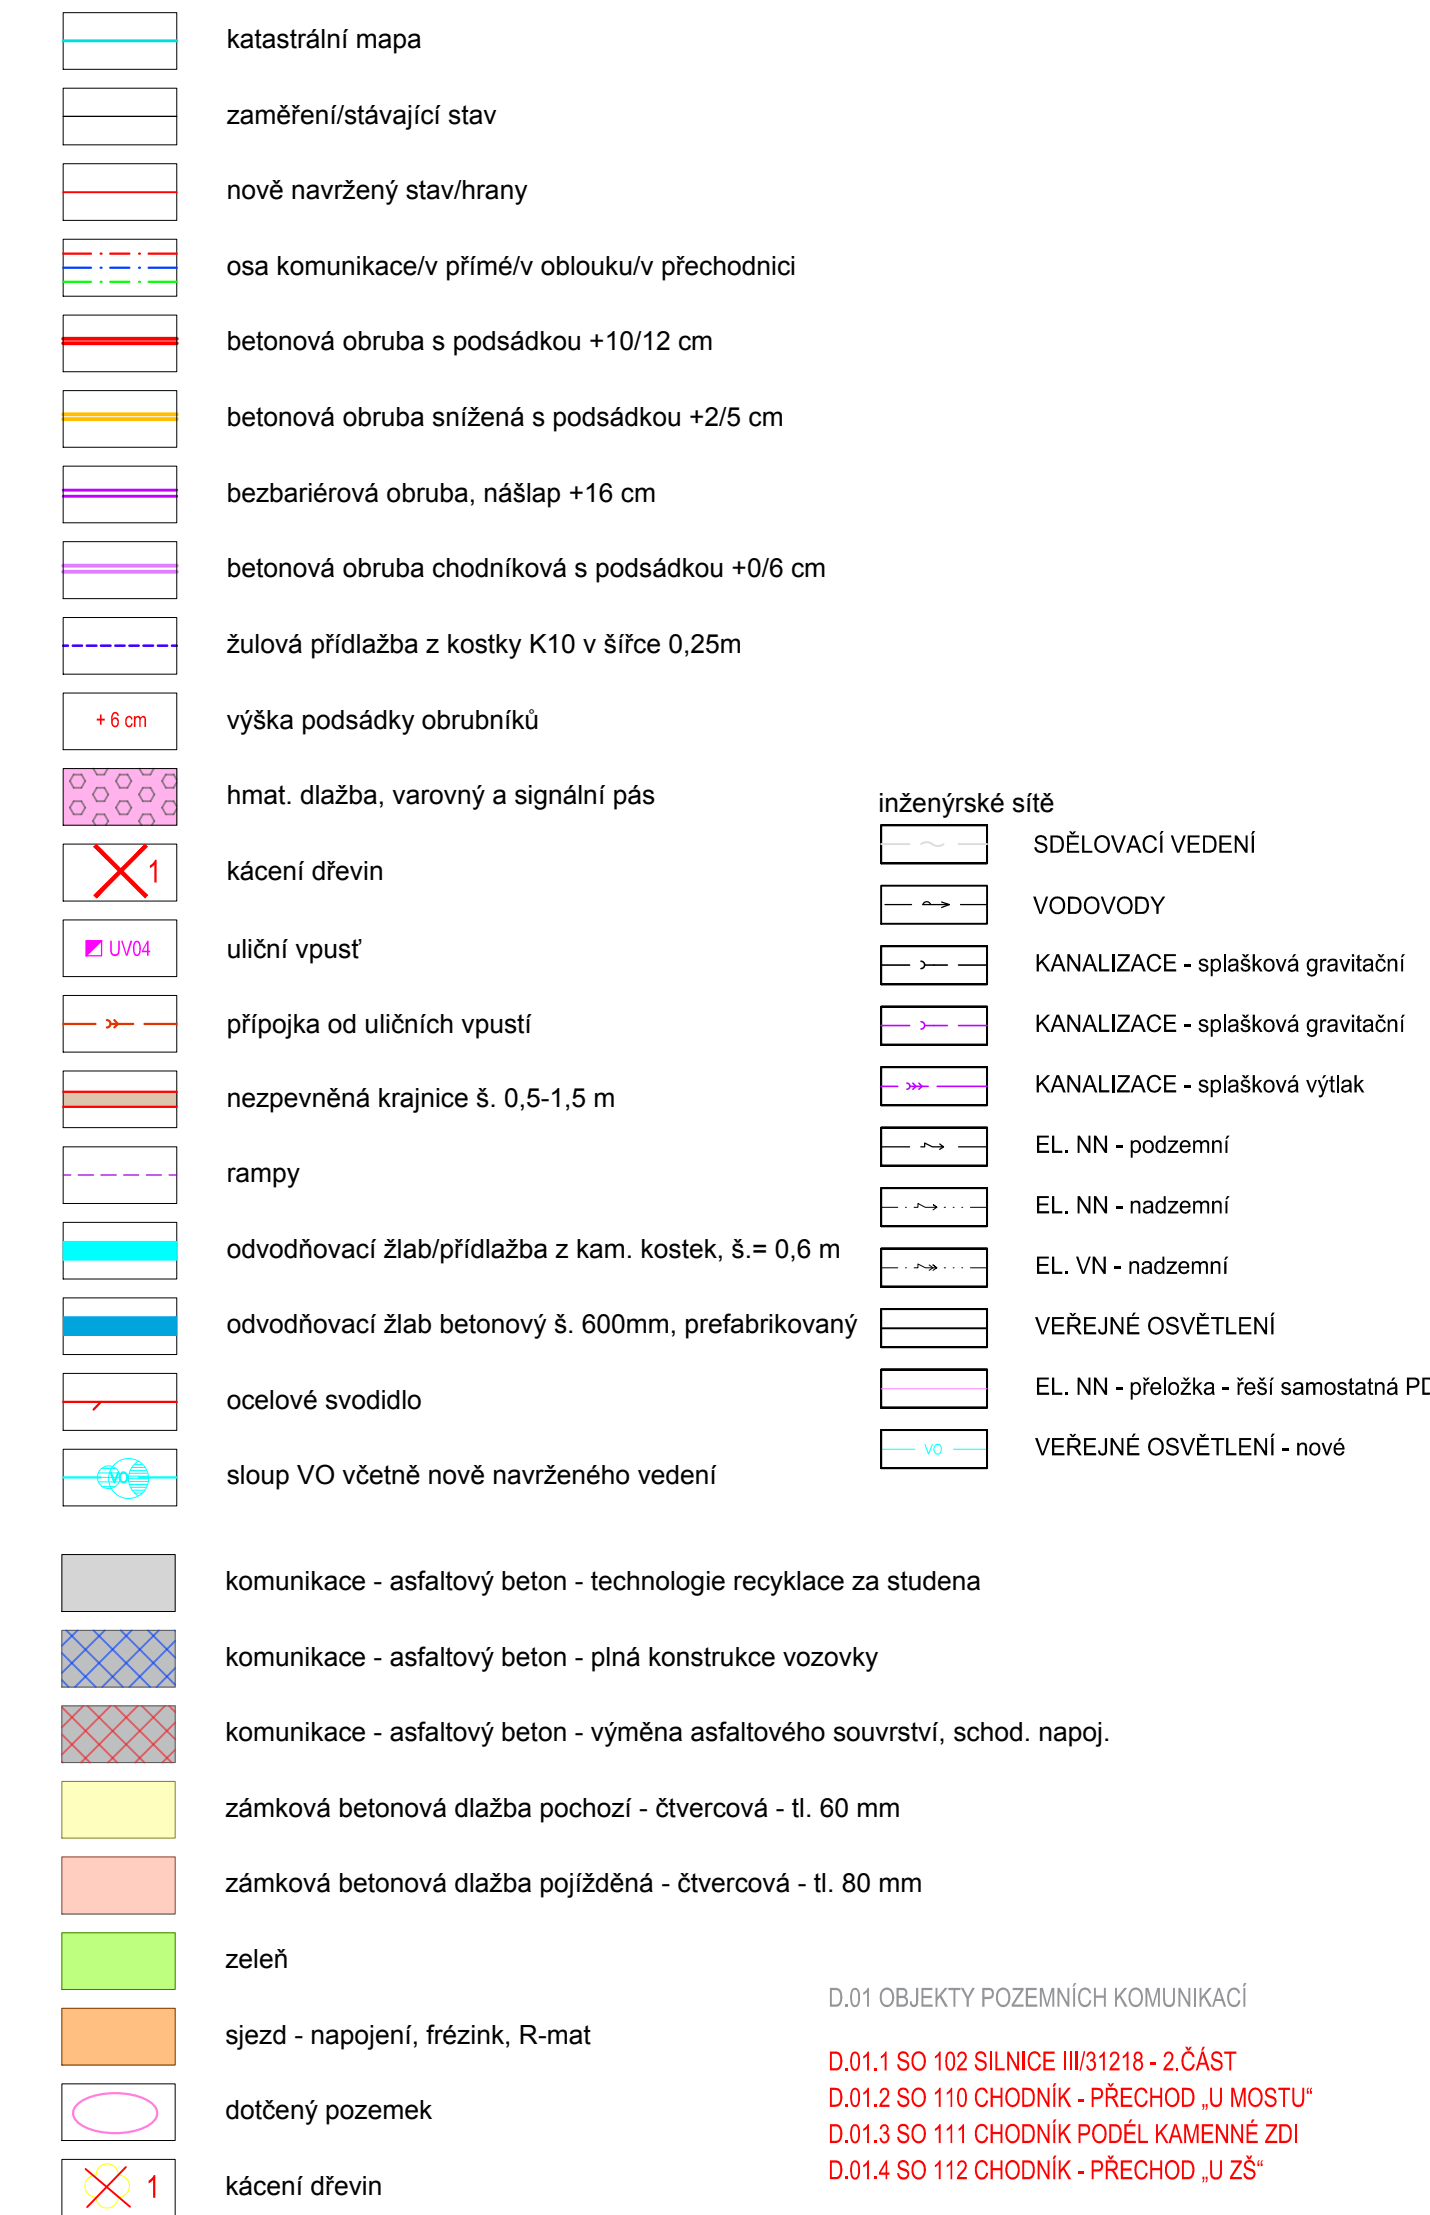 katastrální mapa
zaměření/stávající stav
nově navržený stav/hrany
osa komunikace/v přímé/v oblouku/v přechodnici
betonová obruba s podsádkou +10/12 cm
betonová obruba snížená s podsádkou +2/5 cm
bezbariérová obruba, nášlap +16 cm
betonová obruba chodníková s podsádkou +0/6 cm
žulová přídlažba z kostky K10 v šířce 0,25m
+ 6 cm výška podsádky obrubníků
hmat. dlažba, varovný a signální pás
1 kácení dřevin
UV04 uliční vpusť
přípojka od uličních vpustí
nezpevněná krajnice š. 0,5-1,5 m
rampy
odvodňovací žlab/přídlažba z kam. kostek, š.= 0,6 m
odvodňovací žlab betonový š. 600mm, prefabrikovaný
ocelové svodidlo
VO sloup VO včetně nově navrženého vedení
inženýrské sítě
SDĚLOVACÍ VEDENÍ
VODOVODY
KANALIZACE - splašková gravitační
KANALIZACE - splašková gravitační
KANALIZACE - splašková výtlak
EL. NN - podzemní
EL. NN - nadzemní
EL. VN - nadzemní
VEŘEJNÉ OSVĚTLENÍ
EL. NN - přeložka - řeší samostatná PD
VO VEŘEJNÉ OSVĚTLENÍ - nové
komunikace - asfaltový beton - technologie recyklace za studena
komunikace - asfaltový beton - plná konstrukce vozovky
komunikace - asfaltový beton - výměna asfaltového souvrství, schod. napoj.
zámková betonová dlažba pochozí - čtvercová - tl. 60 mm
zámková betonová dlažba pojížděná - čtvercová - tl. 80 mm
zeleň
sjezd - napojení, frézink, R-mat
dotčený pozemek
1 kácení dřevin
D.01 OBJEKTY POZEMNÍCH KOMUNIKACÍ
D.01.1 SO 102 SILNICE III/31218 - 2.ČÁST
D.01.2 SO 110 CHODNÍK - PŘECHOD „U MOSTU“
D.01.3 SO 111 CHODNÍK PODÉL KAMENNÉ ZDI
D.01.4 SO 112 CHODNÍK - PŘECHOD „U ZŠ“